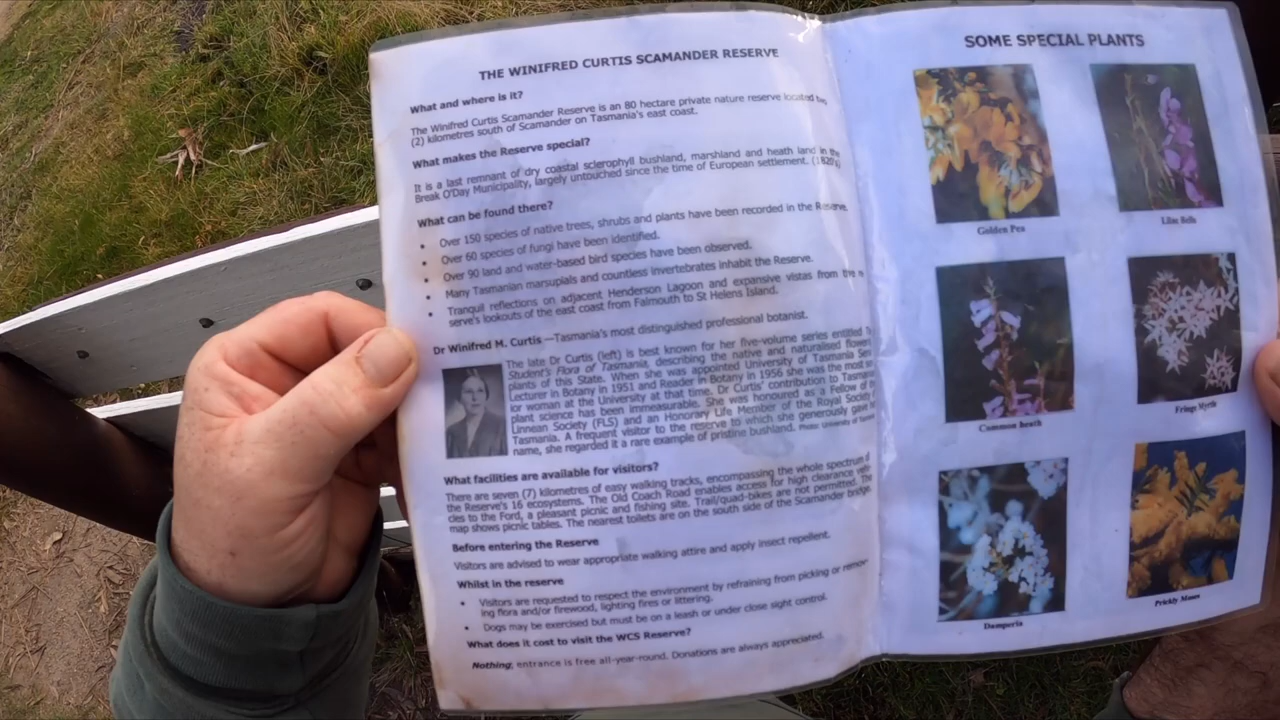 THE WINIFRED CURTIS SCAMANDER RESERVE
What and where is it?
The Winifred Curtis Scamander Reserve is an 80 hectare private nature reserve located two
(2) kilometres south of Scamander on Tasmania's east coast.
What makes the Reserve special?
It is a last remnant of dry coastal sclerophyll bushland, marshland and heath land in the
Break O'Day Municipality, largely untouched since the time of European settlement. (1820's)
What can be found there?
• Over 150 species of native trees, shrubs and plants have been recorded in the Reserve.
• Over 60 species of fungi have been identified.
• Over 90 land and water-based bird species have been observed.
• Many Tasmanian marsupials and countless invertebrates inhabit the Reserve.
• Tranquil reflections on adjacent Henderson Lagoon and expansive vistas from the
serve's lookouts of the east coast from Falmouth to St Helens Island.
Dr Winifred M. Curtis —Tasmania's most distinguished professional botanist.
The late Dr Curtis (left) is best known for her five-volume series entitled
Student's Flora of Tasmania, describing the native and naturalised
plants of this State. When she was appointed University of Tasmania
Lecturer in Botany in 1951 and Reader in Botany in 1956 she was the most
ior woman at the University at that time. Dr Curtis' contribution to
plant science has been immeasurable. She was honoured as a Fellow of
Linnean Society (FLS) and an Honorary Life Member of the Royal Society
Tasmania. A frequent visitor to the reserve to which she generously gave
name, she regarded it a rare example of pristine bushland. Photo: University of
What facilities are available for visitors?
There are seven (7) kilometres of easy walking tracks, encompassing the whole spectrum
the Reserve's 16 ecosystems. The Old Coach Road enables access for high clearance
cles to the Ford, a pleasant picnic and fishing site. Trail/quad-bikes are not permitted. The
map shows picnic tables. The nearest toilets are on the south side of the Scamander bridge.
Before entering the Reserve
Visitors are advised to wear appropriate walking attire and apply insect repellent.
Whilst in the reserve
• Visitors are requested to respect the environment by refraining from picking or remov-
ing flora and/or firewood, lighting fires or littering.
• Dogs may be exercised but must be on a leash or under close sight control.
What does it cost to visit the WCS Reserve?
Nothing; entrance is free all-year-round. Donations are always appreciated.
SOME SPECIAL PLANTS
Golden Pea
Lilac Bells
Common heath
Fringe Myrtle
Dampera
Prickly Moses